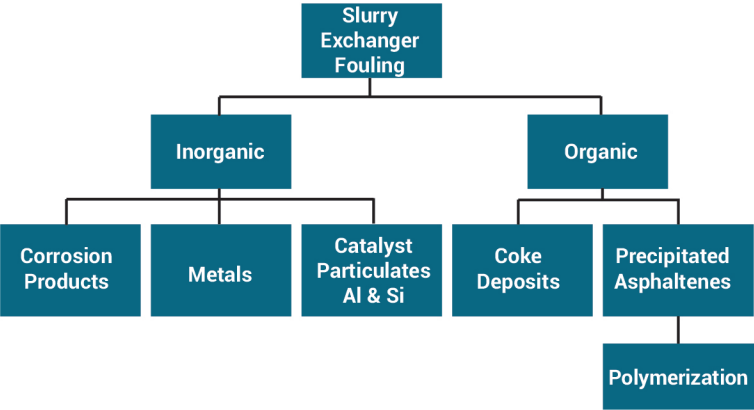 Slurry
Exchanger
Fouling
Inorganic
Organic
Corrosion
Products
Metals
Catalyst
Particulates
Al & Si
Coke
Deposits
Precipitated
Asphaltenes
Polymerization